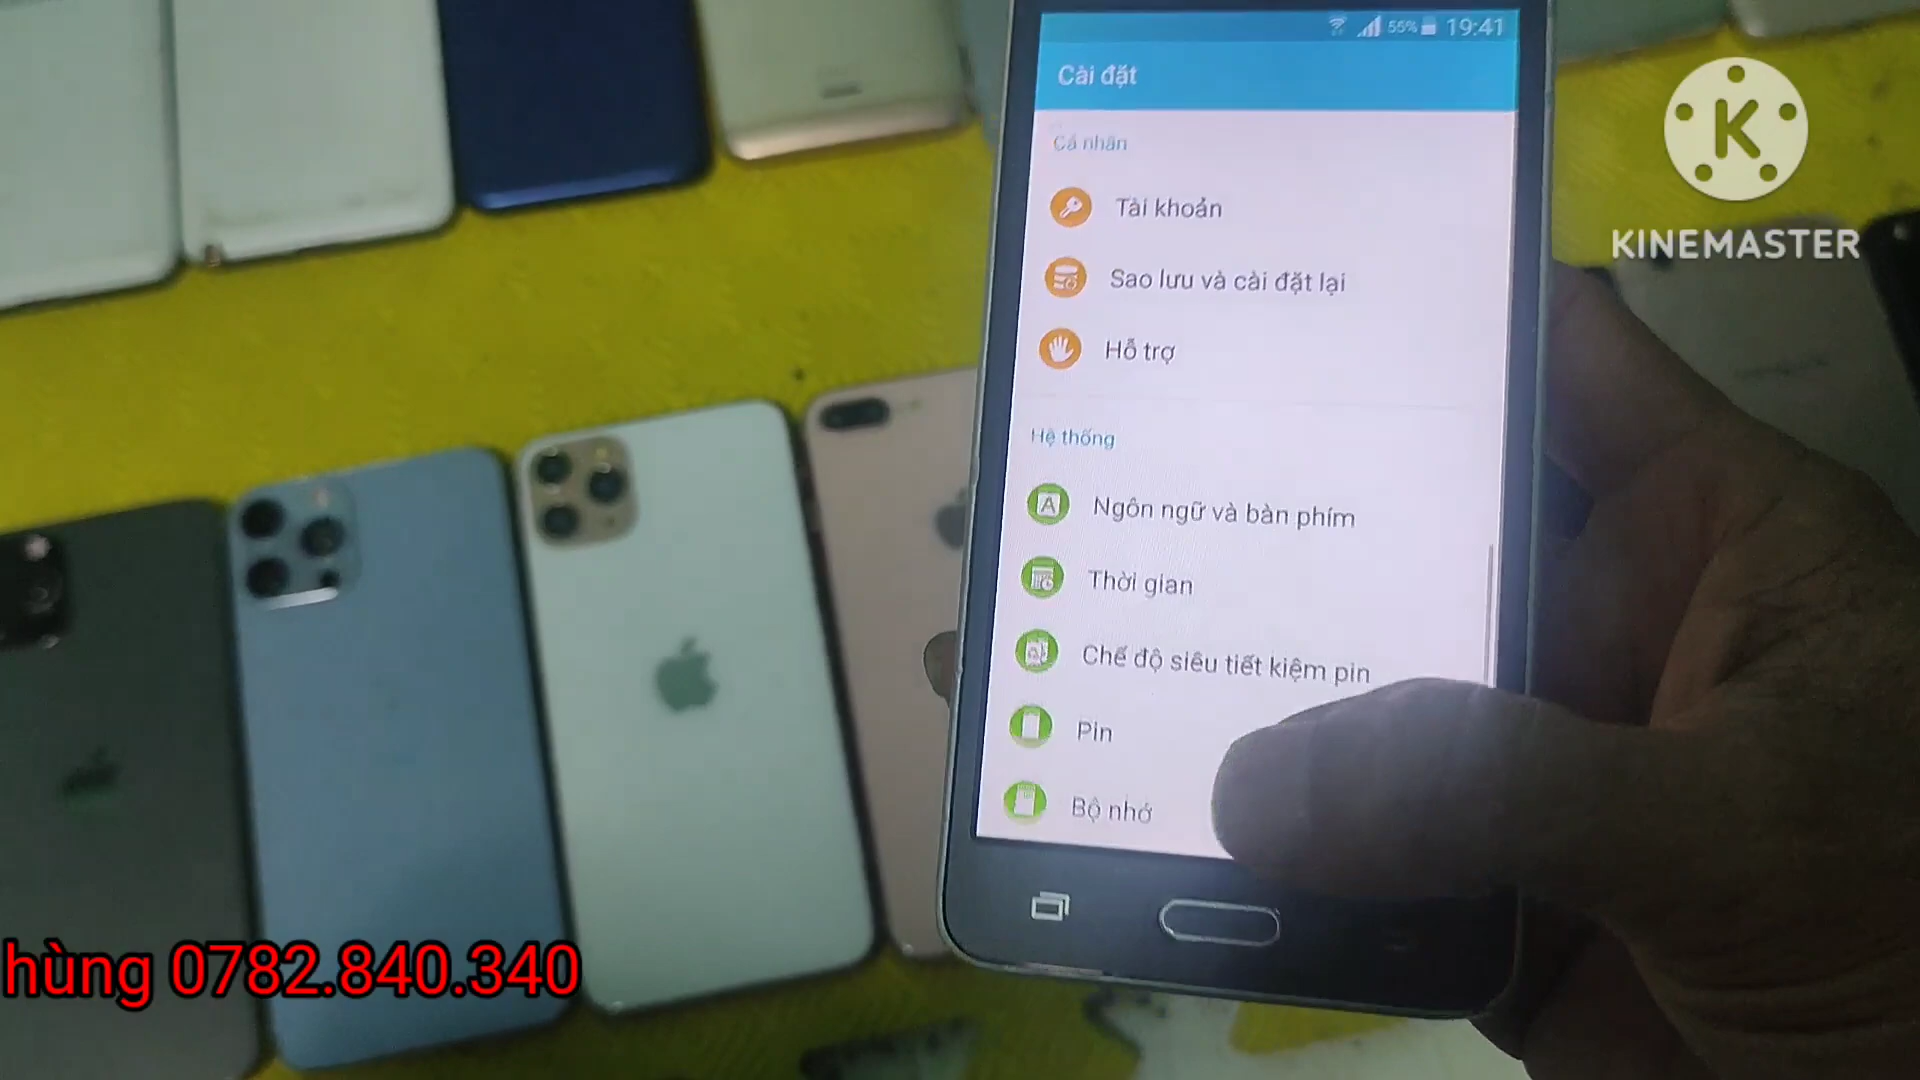 55% 19:41
Cài đặt
Cá nhân
Tài khoản
Sao lưu và cài đặt lại
Hỗ trợ
Hệ thống
Ngôn ngữ và bàn phím
Thời gian
Chế độ siêu tiết kiệm pin
Pin
Bộ nhớ
K
KINEMASTER
hùng 0782.840.340